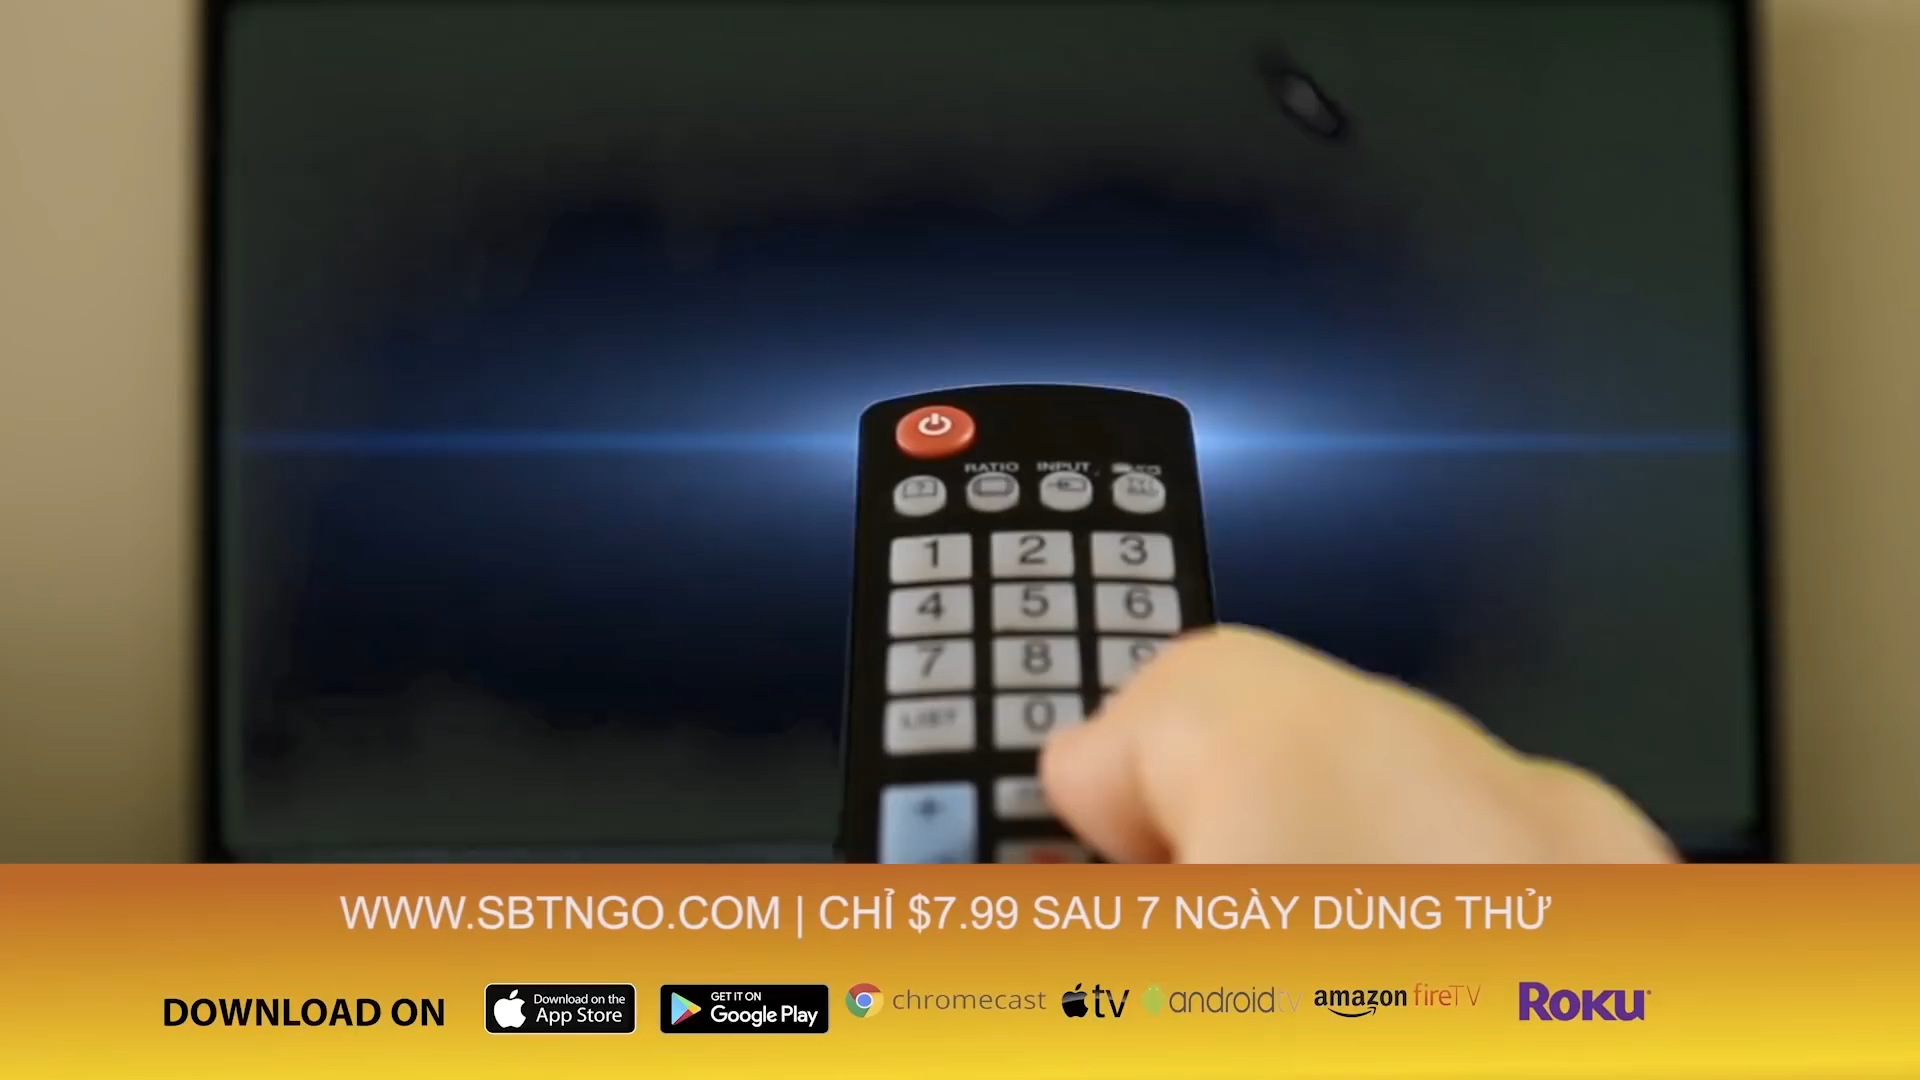 RATIO INPUT
1 2 3
4 5 6
7 8 9
LIST 0
WWW.SBTNGO.COM | CHỈ $7.99 SAU 7 NGÀY DÙNG THỬ
DOWNLOAD ON
Download on the
App Store
GET IT ON
Google Play
chromecast
tv
androidtv
amazon fireTV
ROKU